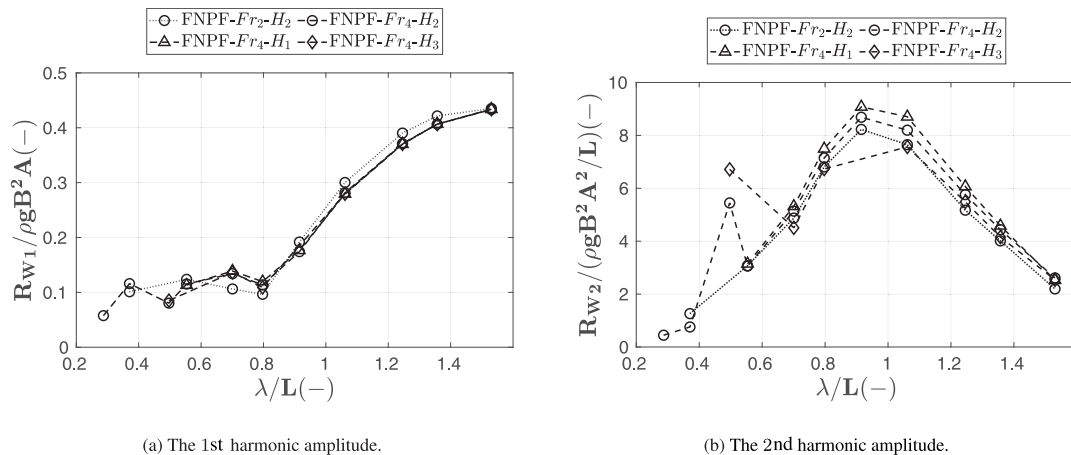 FNPF-Fr2-H2 FNPF-Fr4-H2
FNPF-Fr4-H1 FNPF-Fr4-H3
0.5
0.4
0.3
0.2
0.1
0
Rw1/ρgB²A(−)
0.2 0.4 0.6 0.8 1 1.2 1.4
λ/L(−)
(a) The 1st harmonic amplitude.
FNPF-Fr2-H2 FNPF-Fr4-H2
FNPF-Fr4-H1 FNPF-Fr4-H3
10
8
6
4
2
0
Rw2/(ρgB²A²/L)(−)
0.2 0.4 0.6 0.8 1 1.2 1.4
λ/L(−)
(b) The 2nd harmonic amplitude.